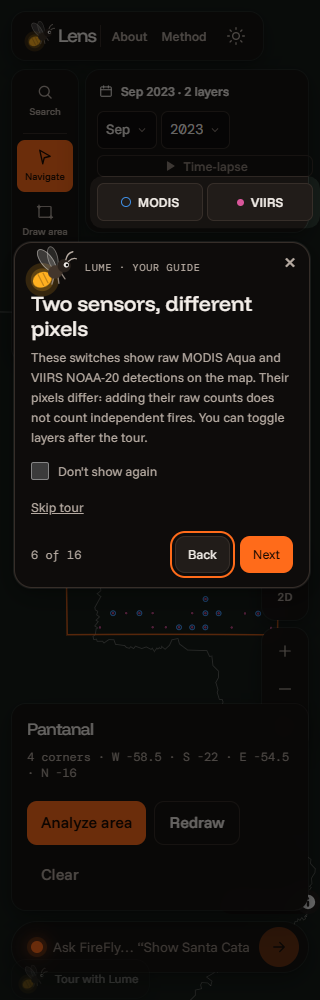 Lens About Method
Search
Navigate
Draw area
Sep 2023 · 2 layers
Sep 2023
Time-lapse
MODIS VIIRS
LUME · YOUR GUIDE
Two sensors, different
pixels
These switches show raw MODIS Aqua and
VIIRS NOAA-20 detections on the map. Their
pixels differ: adding their raw counts does
not count independent fires. You can toggle
layers after the tour.
Don't show again
Skip tour
6 of 16 Back Next
2D
Pantanal
4 corners · W -58.5 · S -22 · E -54.5
· N -16
Analyze area Redraw
Clear
Ask FireFly... "Show Santa Cata
Tour with Lume